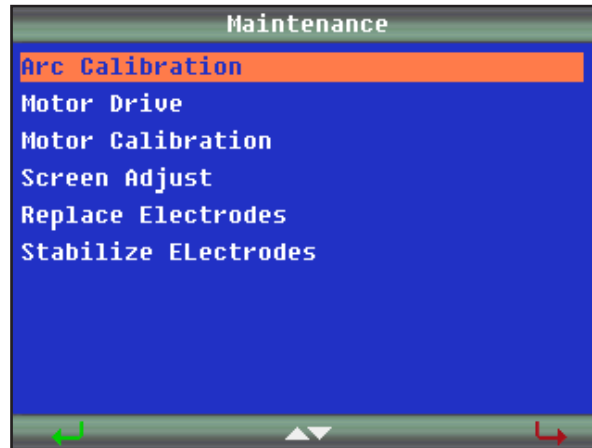 Maintenance
Arc Calibration
Motor Drive
Motor Calibration
Screen Adjust
Replace Electrodes
Stabilize ELectrodes